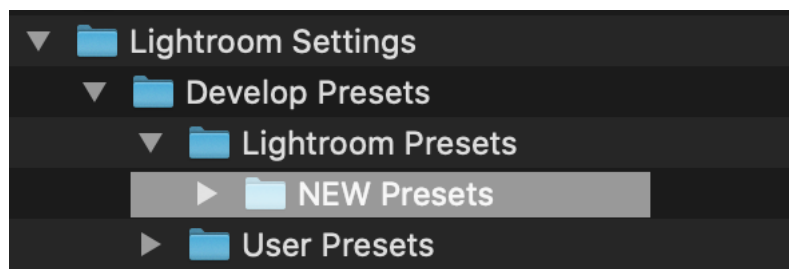 Lightroom Settings
Develop Presets
Lightroom Presets
NEW Presets
User Presets